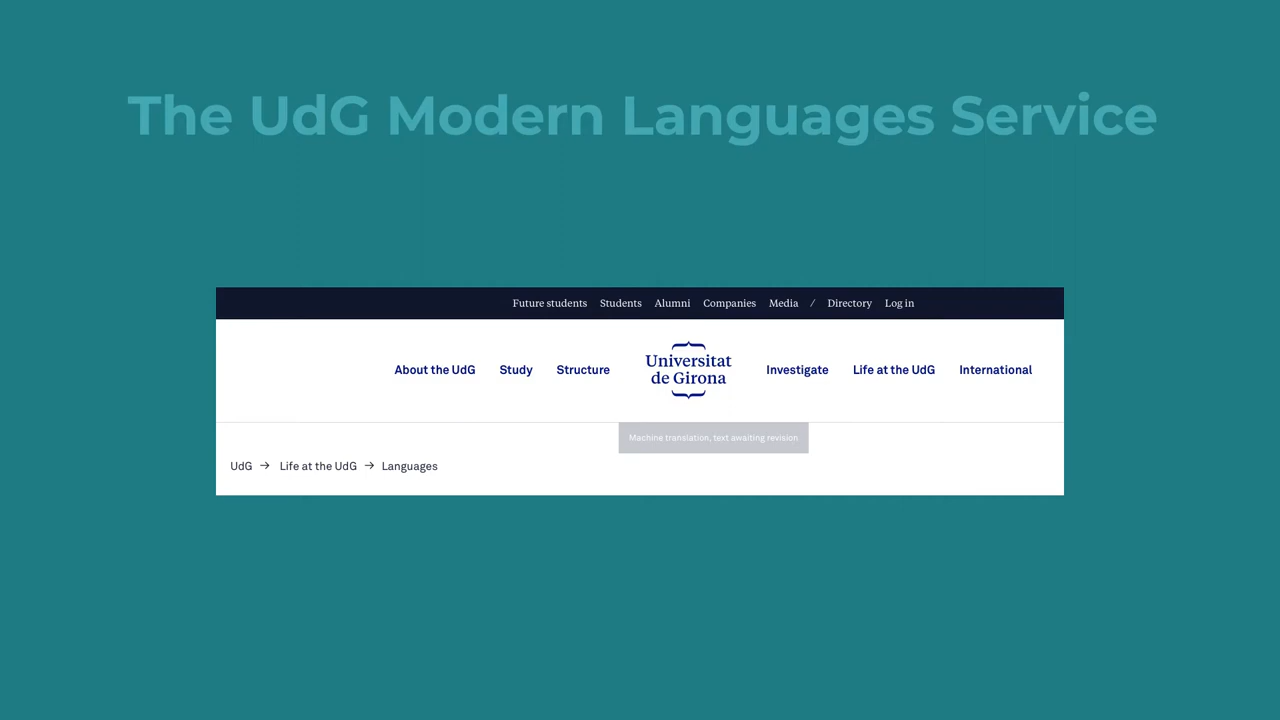 The UdG Modern Languages Service
Future students Students Alumni Companies Media / Directory Log in
About the UdG Study Structure Universitat de Girona Investigate Life at the UdG International
Machine translation, text awaiting revision
UdG → Life at the UdG → Languages